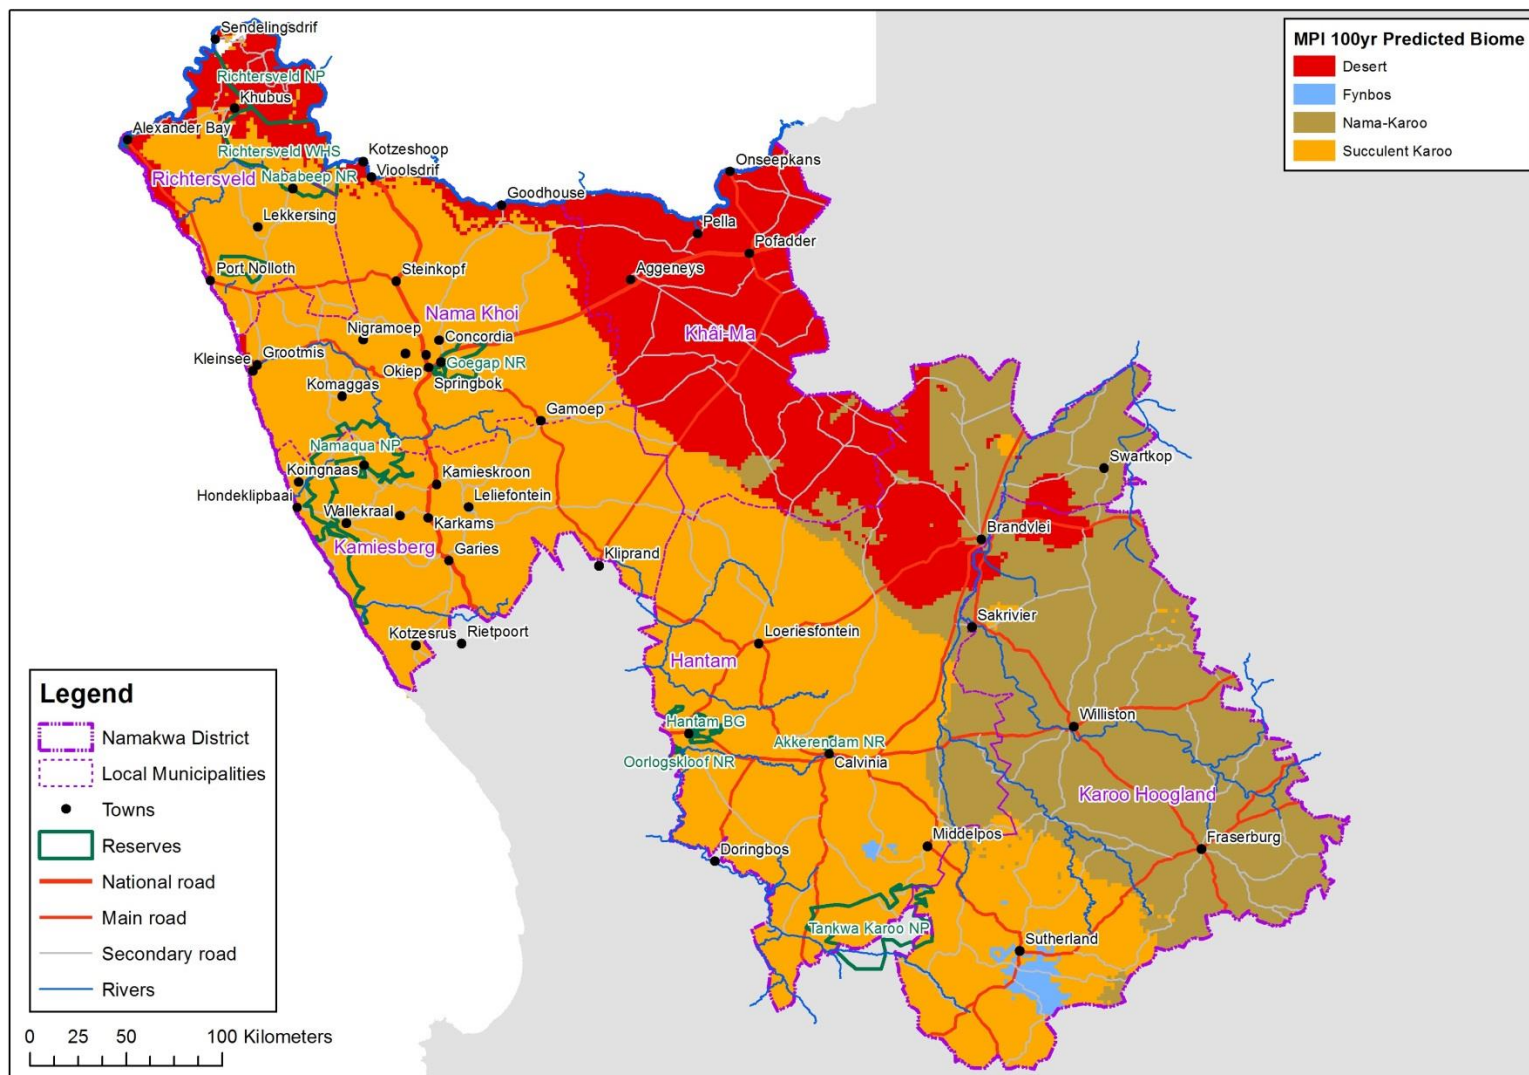 Sendelingsdrif
MPI 100yr Predicted Biome
Desert
Fynbos
Nama-Karoo
Succulent Karoo
Richtersveld NP
Khubus
Alexander Bay
Richtersveld WHS
Kotzeshoop
Richtersveld
Nababeep NR
Vioolsdrif
Onseepkans
Goodhouse
Lekkersing
Pella
Pofadder
Port Nolloth
Steinkopf
Aggeneys
Nama Khoi
Khâi-Ma
Nigramoep
Concordia
Kleinsee
Grootmis
Okiep
Goegap NR
Springbok
Komaggas
Gamoep
Namaqua NP
Koingnaas
Kamieskroon
Swartkop
Hondeklipbaai
Leliefontein
Wallekraal
Karkams
Brandvlei
Kamiesberg
Garies
Kliprand
Sakrivier
Kotzesrus
Rietpoort
Loeriesfontein
Hantam
Hantam BG
Williston
Akkerendam NR
Oorlogskloof NR
Calvinia
Karoo Hoogland
Middelpos
Fraserburg
Doringbos
Tankwa Karoo NP
Sutherland
Legend
Namakwa District
Local Municipalities
Towns
Reserves
National road
Main road
Secondary road
Rivers
0 25 50 100 Kilometers